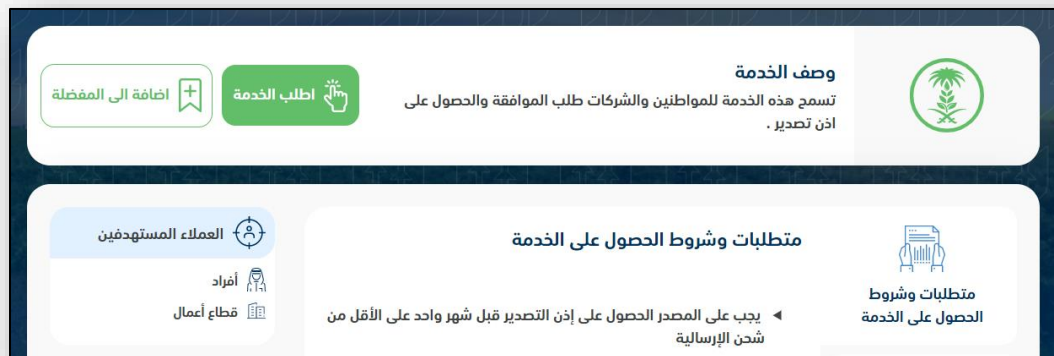 وصف الخدمة
تسمح هذه الخدمة للمواطنين والشركات طلب الموافقة والحصول على
اذن تصدير .
اطلب الخدمة
اضافة الى المفضلة
متطلبات وشروط
الحصول على الخدمة
متطلبات وشروط الحصول على الخدمة
يجب على المصدر الحصول على إذن التصدير قبل شهر واحد على الأقل من
شحن الإرسالية
العملاء المستهدفين
أفراد
قطاع أعمال